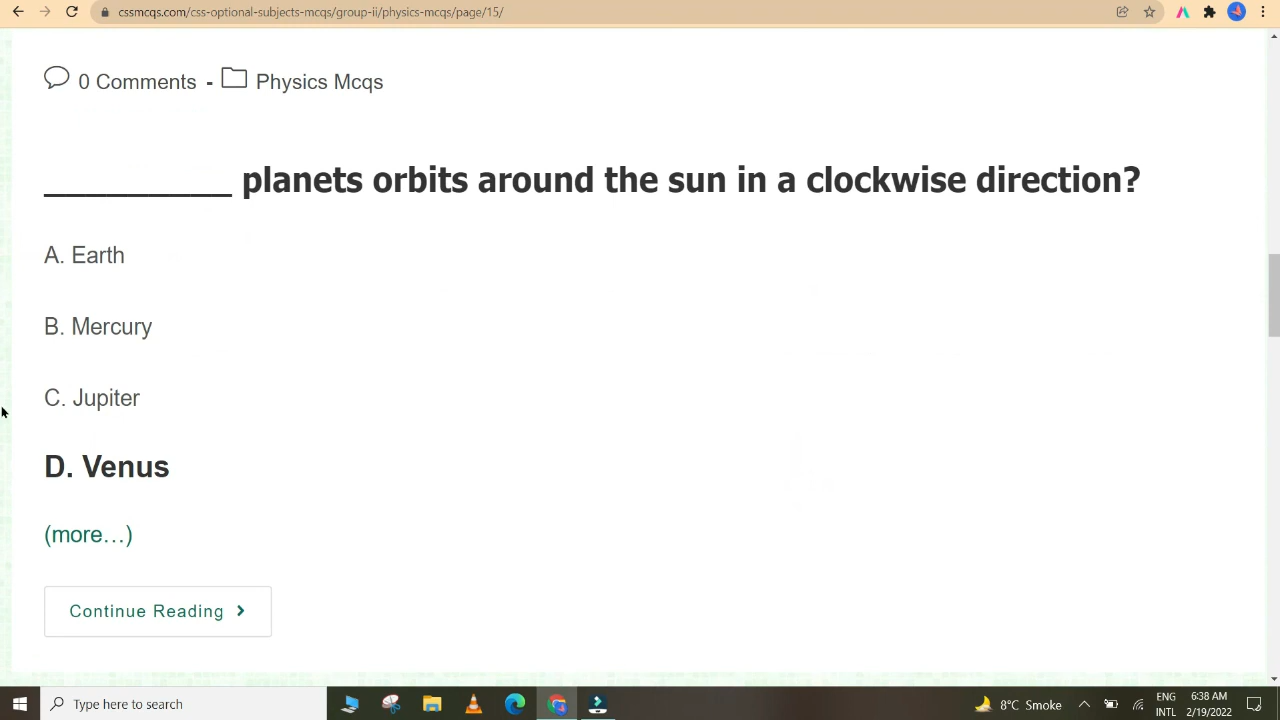 cssmcqs.com/css-optional-subjects-mcqs/group-ii/physics-mcqs/page/15/
0 Comments - Physics Mcqs
___________ planets orbits around the sun in a clockwise direction?
A. Earth
B. Mercury
C. Jupiter
D. Venus
(more…)
Continue Reading
Type here to search
8°C Smoke
ENG
INTL
6:38 AM
2/19/2022